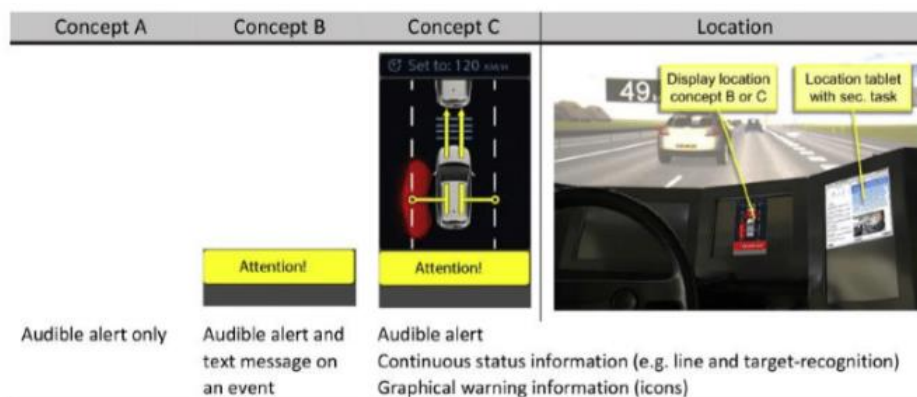 Concept A
Concept B
Concept C
Location
Set to: 120 KM/H
Display location
concept B or C
Location tablet
with sec. task
49
Attention!
Attention!
Audible alert only
Audible alert and
text message on
an event
Audible alert
Continuous status information (e.g. line and target-recognition)
Graphical warning information (icons)